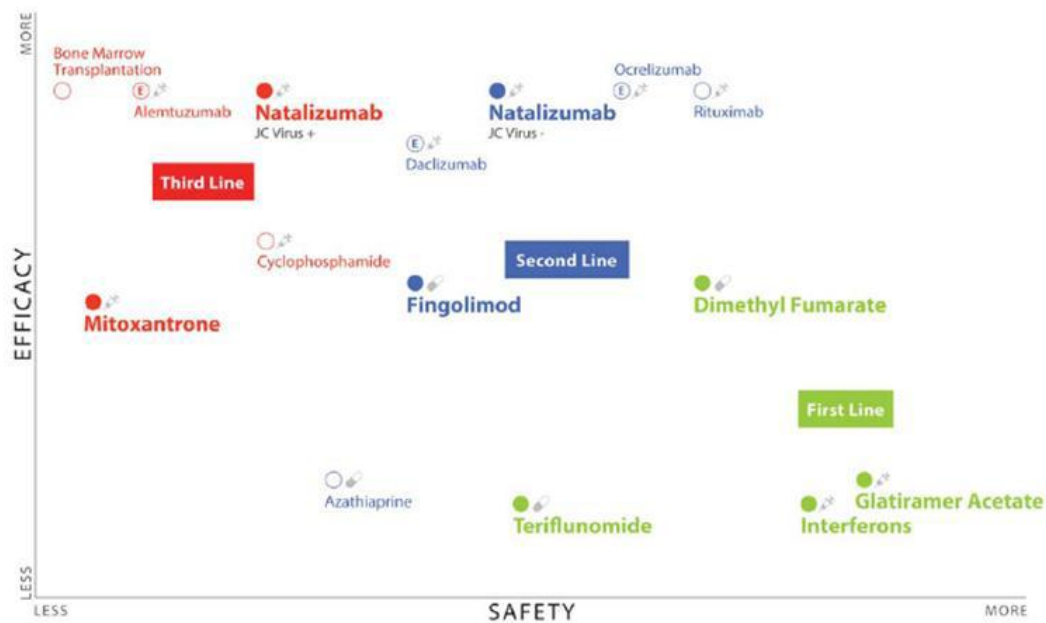 MORE
Bone Marrow
Transplantation
E
Alemtuzumab
Natalizumab
JC Virus +
Natalizumab
JC Virus -
Ocrelizumab
E
Rituximab
E
Daclizumab
Third Line
Cyclophosphamide
Second Line
Fingolimod
Dimethyl Fumarate
Mitoxantrone
EFFICACY
First Line
Azathiaprine
Teriflunomide
Glatiramer Acetate
Interferons
LESS
LESS
SAFETY
MORE